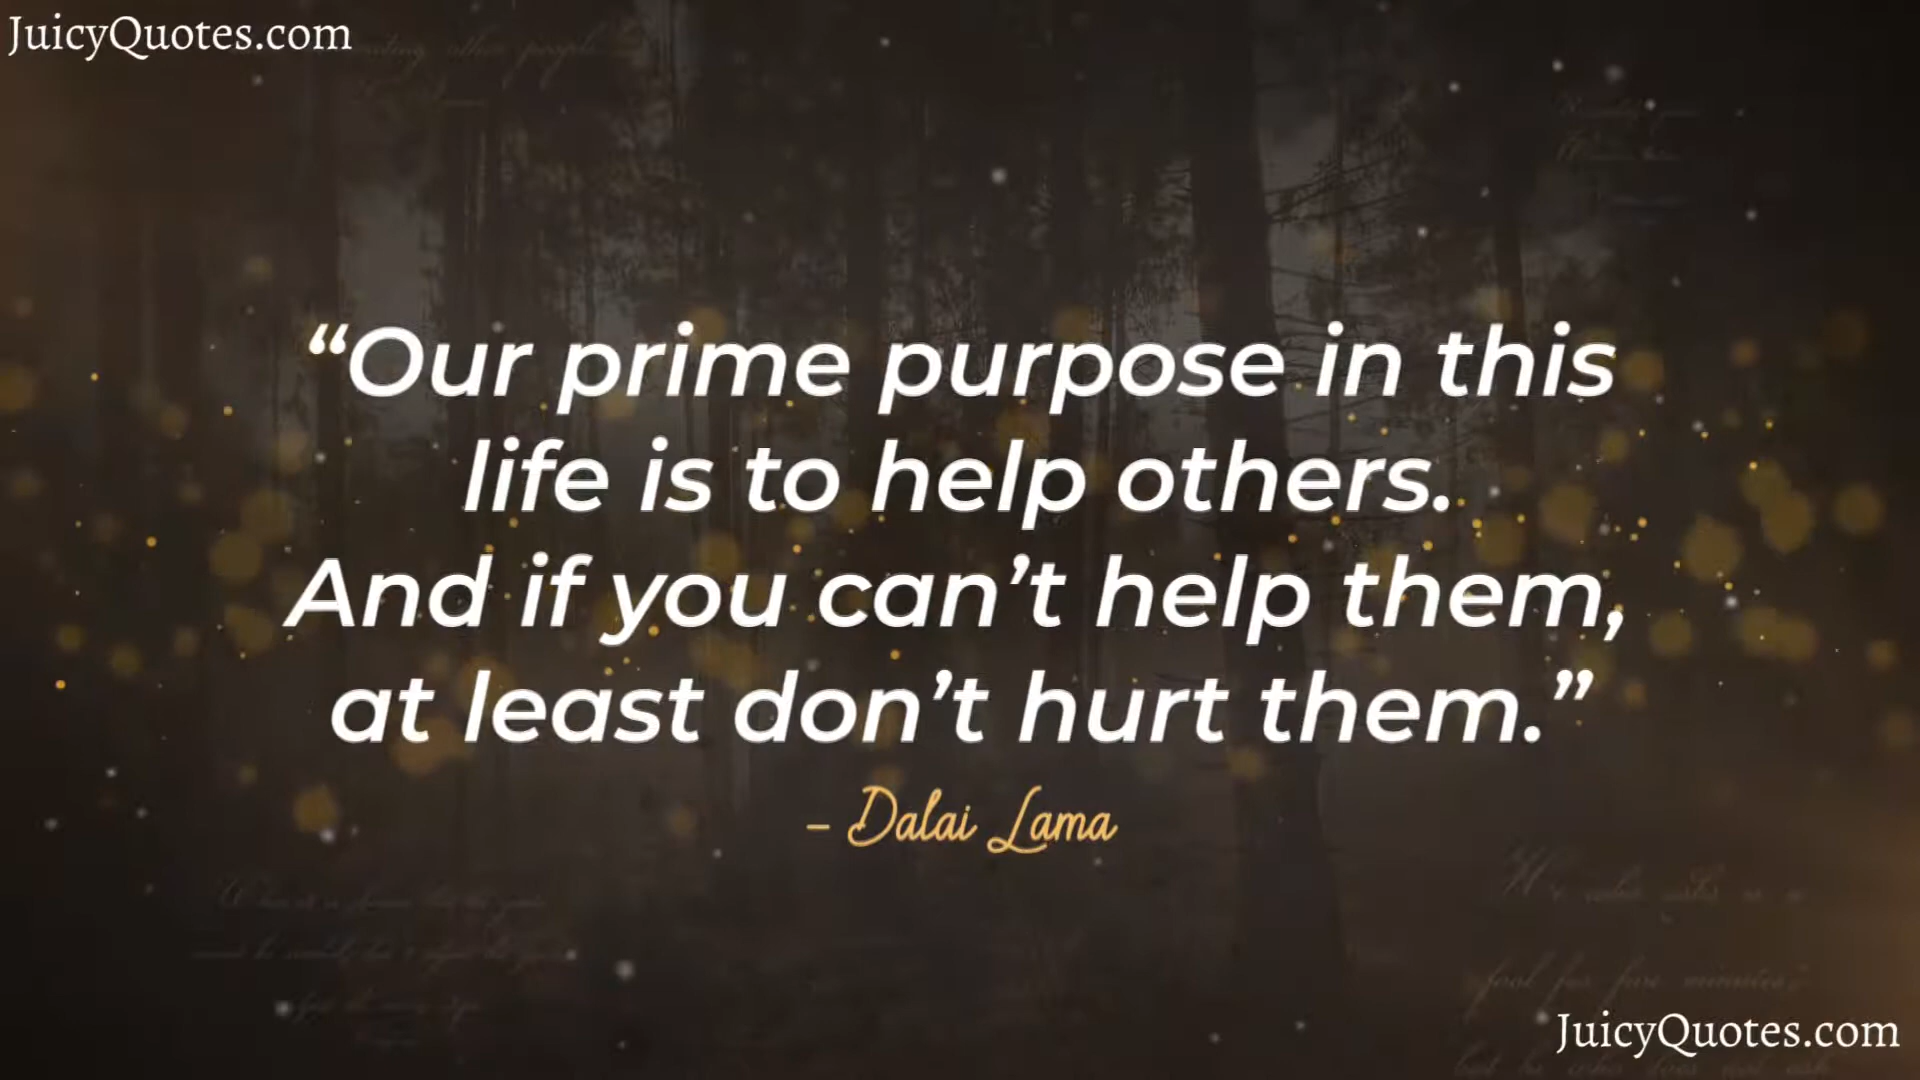 JuicyQuotes.com
“Our prime purpose in this
life is to help others.
And if you can’t help them,
at least don’t hurt them.”
– Dalai Lama
JuicyQuotes.com